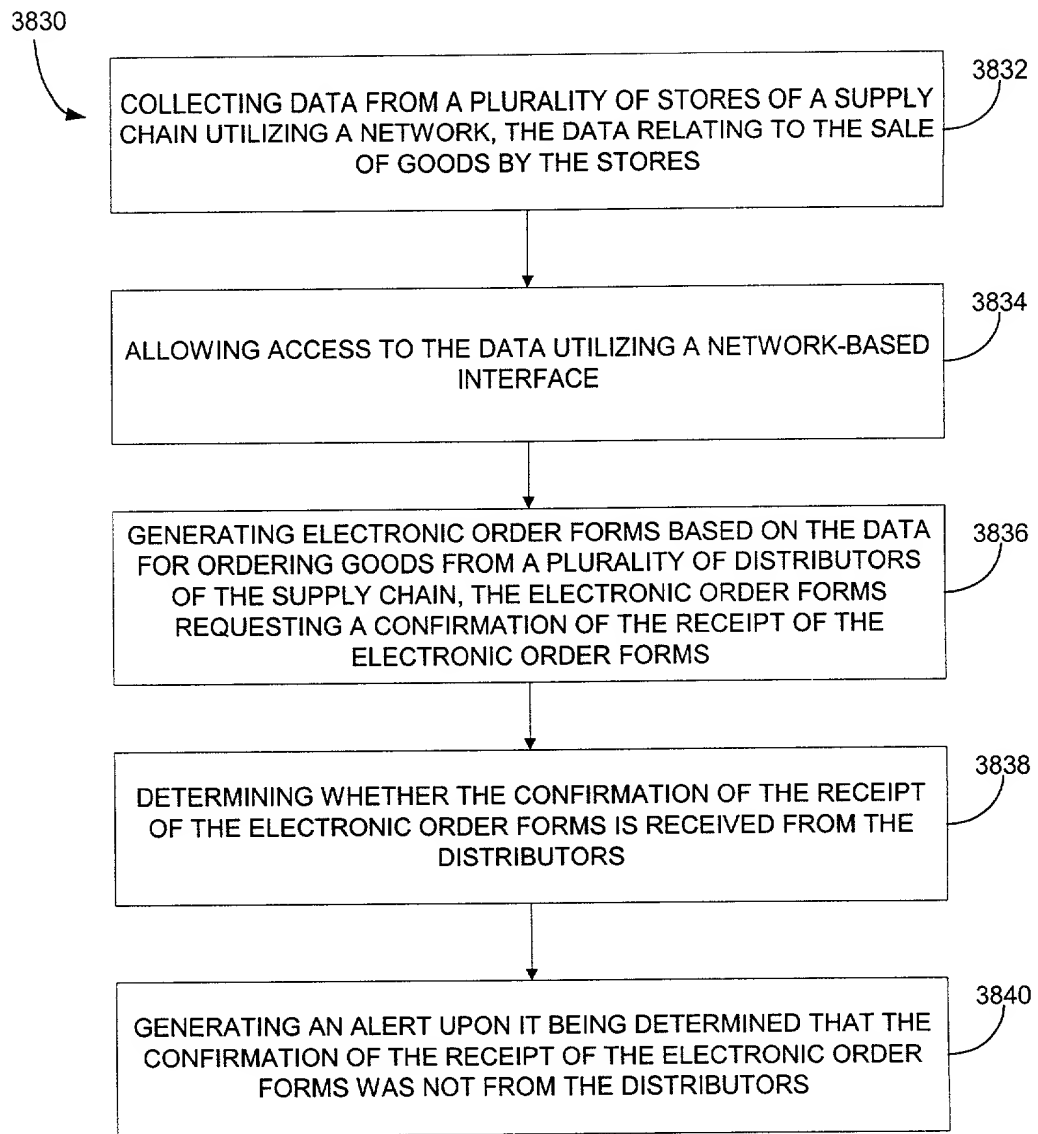 3830
3832
COLLECTING DATA FROM A PLURALITY OF STORES OF A SUPPLY
CHAIN UTILIZING A NETWORK, THE DATA RELATING TO THE SALE
OF GOODS BY THE STORES
3834
ALLOWING ACCESS TO THE DATA UTILIZING A NETWORK-BASED
INTERFACE
3836
GENERATING ELECTRONIC ORDER FORMS BASED ON THE DATA
FOR ORDERING GOODS FROM A PLURALITY OF DISTRIBUTORS
OF THE SUPPLY CHAIN, THE ELECTRONIC ORDER FORMS
REQUESTING A CONFIRMATION OF THE RECEIPT OF THE
ELECTRONIC ORDER FORMS
3838
DETERMINING WHETHER THE CONFIRMATION OF THE RECEIPT
OF THE ELECTRONIC ORDER FORMS IS RECEIVED FROM THE
DISTRIBUTORS
3840
GENERATING AN ALERT UPON IT BEING DETERMINED THAT THE
CONFIRMATION OF THE RECEIPT OF THE ELECTRONIC ORDER
FORMS WAS NOT FROM THE DISTRIBUTORS